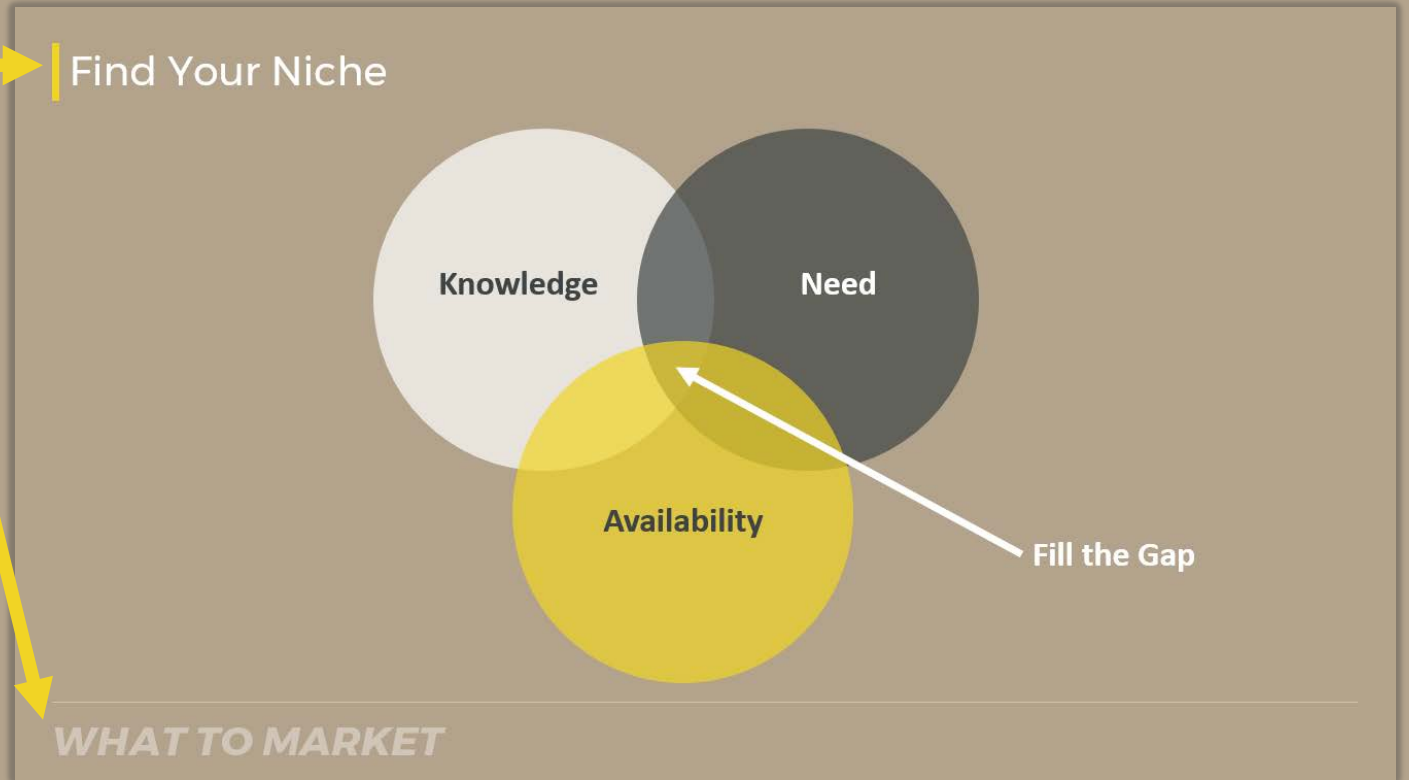 Find Your Niche
Knowledge
Need
Availability
Fill the Gap
WHAT TO MARKET